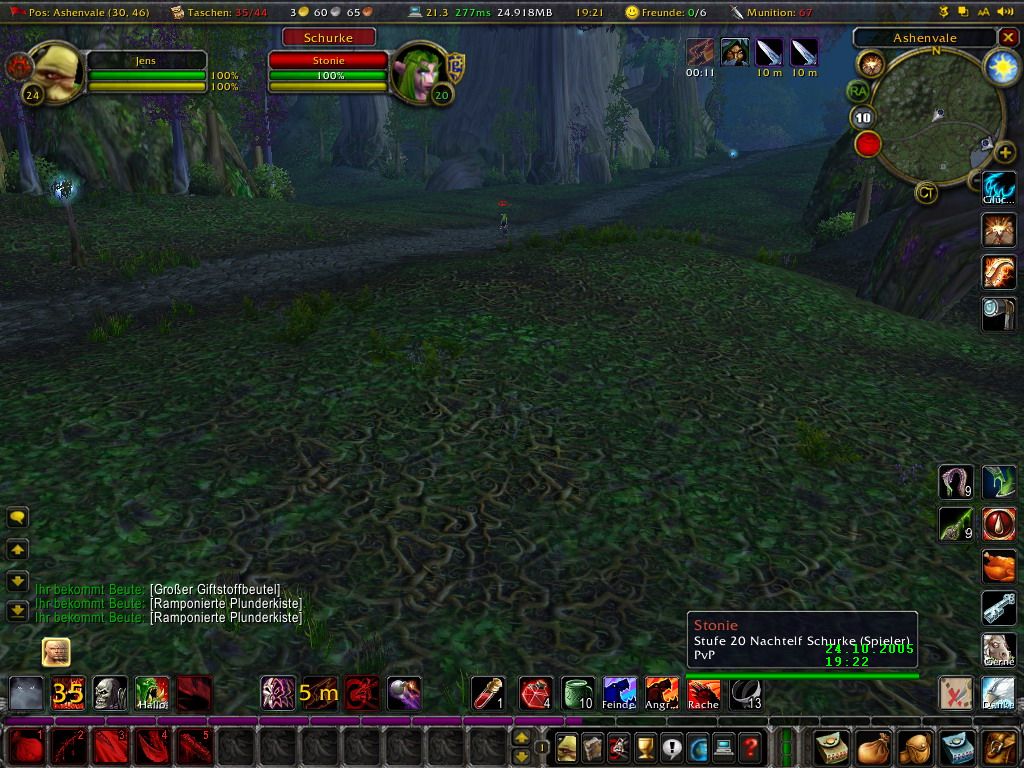 Pos: Ashenvale (30, 46) Taschen: 35/44 3 60 65 21.3 277ms 24.918MB 19:21 Freunde: 0/6 Munition: 67
Schurke
Ashenvale
N
Jens
Stonie
100%
100%
100%
24
20
00:11
10 m
10 m
RA
10
CT
9
9
Ihr bekommt Beute: [Großer Giftstoffbeutel]
Ihr bekommt Beute: [Ramponierte Plunderkiste]
Ihr bekommt Beute: [Ramponierte Plunderkiste]
Stonie
Stufe 20 Nachtelf Schurke (Spieler)
PvP
24.10.2005
19:22
35
Hallo
5 m
1
4
10
Feinde
Angr...
Rache
13
1
2
3
4
5
1